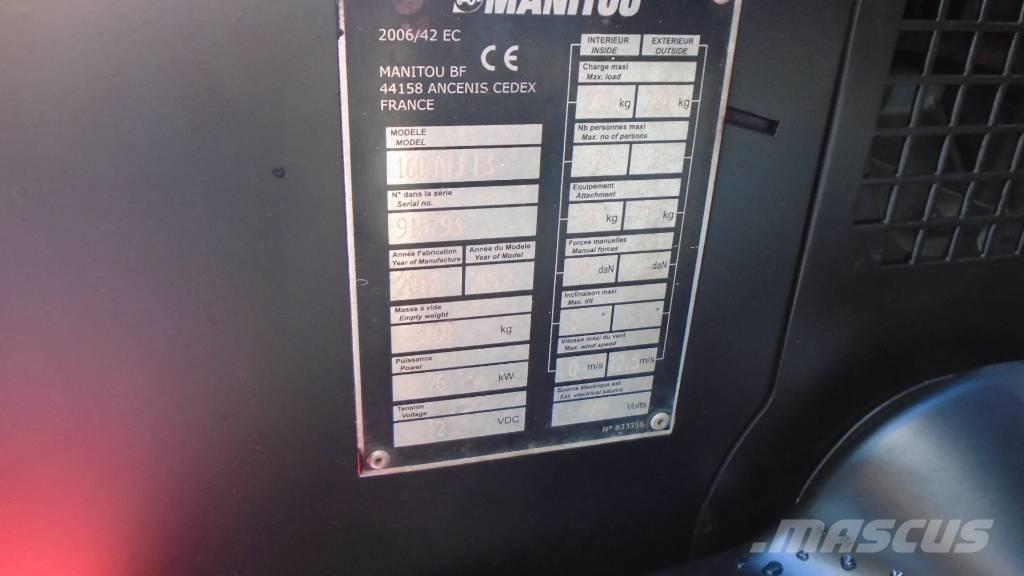 MANITOU
2006/42 EC
CE
MANITOU BF
44158 ANCENIS CEDEX
FRANCE
MODELE
MODEL
N° dans la série
Serial no.
Année Fabrication
Year of Manufacture
Année du Modele
Year of Model
Masse à vide
Empty weight
kg
Puissance
Power
kW
Tension
Voltage
VDC
INTERIEUR
INSIDE
EXTERIEUR
OUTSIDE
Charge maxi
Max. load
kg kg
Nb personnes maxi
Max. no of persons
Equipement
Attachment
kg kg
Forces manuelles
Manual forces
daN daN
Inclinaison maxi
Max. tilt
° °
Vitesse maxi du vent
Max. wind speed
0 m/s m/s
Source électrique ext
Ext. electrical source
Volts
N° 833356
MASCUS